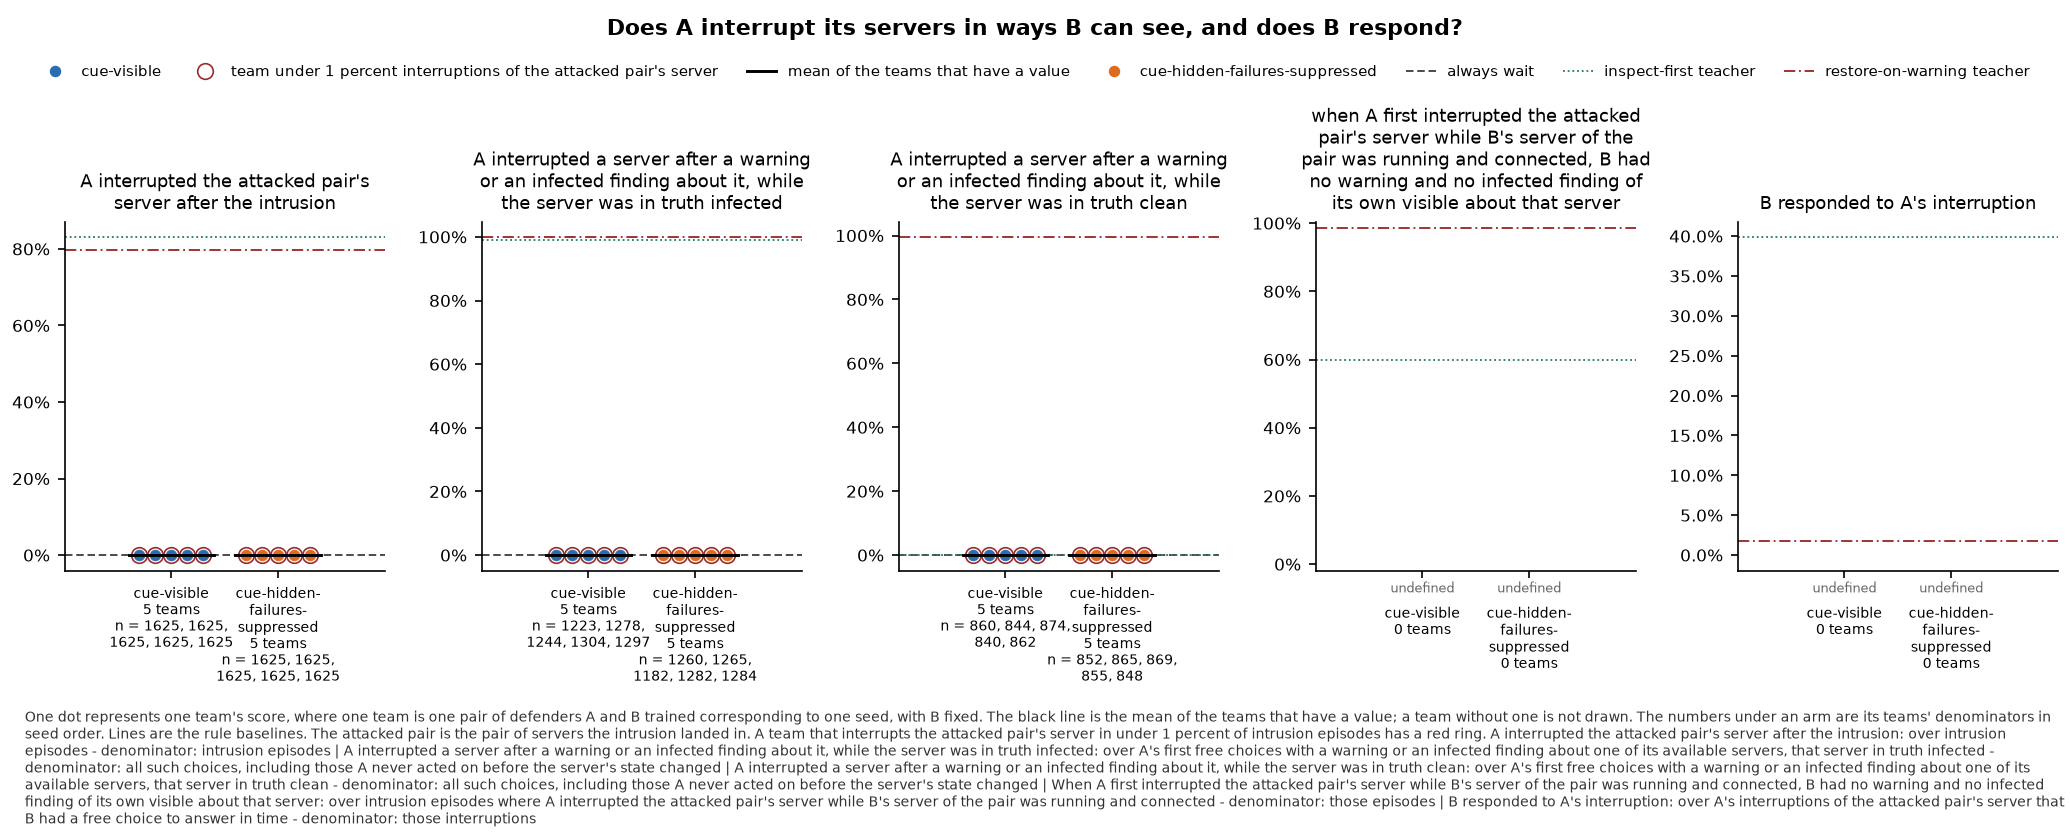 Does A interrupt its servers in ways B can see, and does B respond?
cue-visible
team under 1 percent interruptions of the attacked pair's server
mean of the teams that have a value
cue-hidden-failures-suppressed
always wait
inspect-first teacher
restore-on-warning teacher
A interrupted the attacked pair's
server after the intrusion
80%
60%
40%
20%
0%
cue-visible
5 teams
n = 1625, 1625,
1625, 1625, 1625
cue-hidden-
failures-
suppressed
5 teams
n = 1625, 1625,
1625, 1625, 1625
A interrupted a server after a warning
or an infected finding about it, while
the server was in truth infected
100%
80%
60%
40%
20%
0%
cue-visible
5 teams
n = 1223, 1278,
1244, 1304, 1297
cue-hidden-
failures-
suppressed
5 teams
n = 1260, 1265,
1182, 1282, 1284
A interrupted a server after a warning
or an infected finding about it, while
the server was in truth clean
100%
80%
60%
40%
20%
0%
cue-visible
5 teams
n = 860, 844, 874,
840, 862
cue-hidden-
failures-
suppressed
5 teams
n = 852, 865, 869,
855, 848
when A first interrupted the attacked
pair's server while B's server of the
pair was running and connected, B had
no warning and no infected finding of
its own visible about that server
100%
80%
60%
40%
20%
0%
undefined
cue-visible
0 teams
undefined
cue-hidden-
failures-
suppressed
0 teams
B responded to A's interruption
40.0%
35.0%
30.0%
25.0%
20.0%
15.0%
10.0%
5.0%
0.0%
undefined
cue-visible
0 teams
undefined
cue-hidden-
failures-
suppressed
0 teams
One dot represents one team's score, where one team is one pair of defenders A and B trained corresponding to one seed, with B fixed. The black line is the mean of the teams that have a value; a team without one is not drawn. The numbers under an arm are its teams' denominators in
seed order. Lines are the rule baselines. The attacked pair is the pair of servers the intrusion landed in. A team that interrupts the attacked pair's server in under 1 percent of intrusion episodes has a red ring. A interrupted the attacked pair's server after the intrusion: over intrusion
episodes - denominator: intrusion episodes | A interrupted a server after a warning or an infected finding about it, while the server was in truth infected: over A's first free choices with a warning or an infected finding about one of its available servers, that server in truth infected -
denominator: all such choices, including those A never acted on before the server's state changed | A interrupted a server after a warning or an infected finding about it, while the server was in truth clean: over A's first free choices with a warning or an infected finding about one of its
available servers, that server in truth clean - denominator: all such choices, including those A never acted on before the server's state changed | When A first interrupted the attacked pair's server while B's server of the pair was running and connected, B had no warning and no infected
finding of its own visible about that server: over intrusion episodes where A interrupted the attacked pair's server while B's server of the pair was running and connected - denominator: those episodes | B responded to A's interruption: over A's interruptions of the attacked pair's server that
B had a free choice to answer in time - denominator: those interruptions